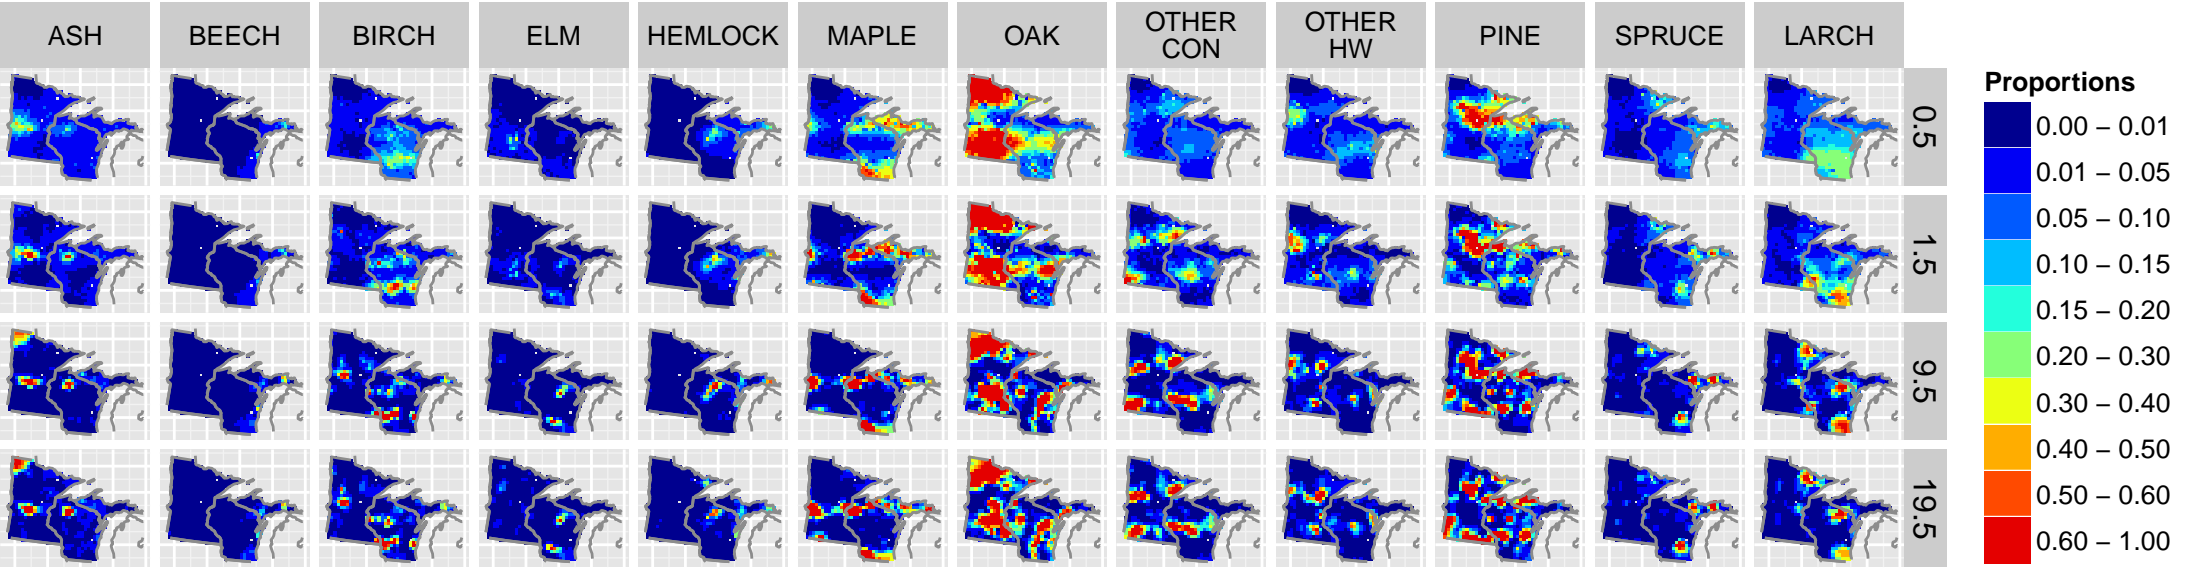 ASH
BEECH
BIRCH
ELM
HEMLOCK
MAPLE
OAK
OTHER
CON
OTHER
HW
PINE
SPRUCE
LARCH
0.5
1.5
9.5
19.5
Proportions
0.00 – 0.01
0.01 – 0.05
0.05 – 0.10
0.10 – 0.15
0.15 – 0.20
0.20 – 0.30
0.30 – 0.40
0.40 – 0.50
0.50 – 0.60
0.60 – 1.00